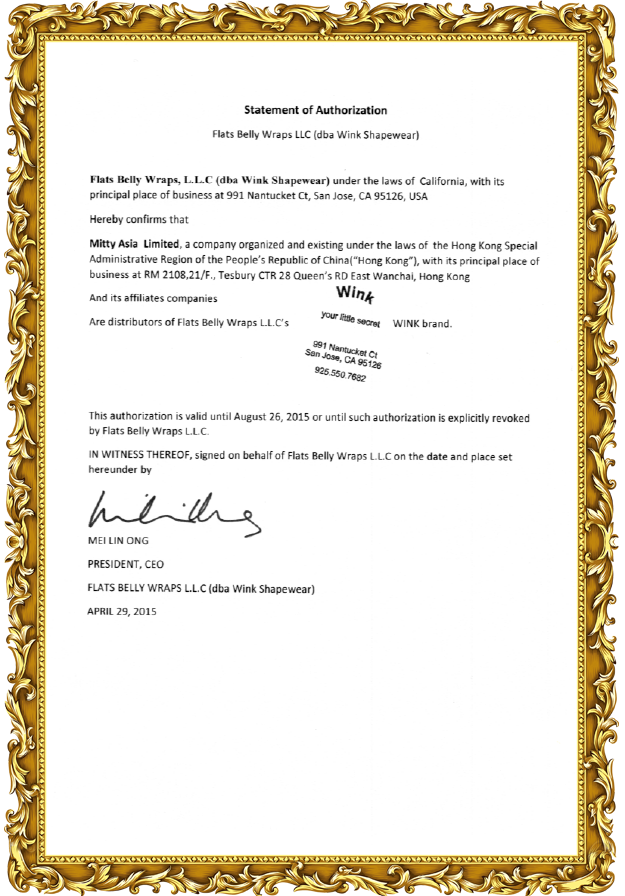 Statement of Authorization
Flats Belly Wraps LLC (dba Wink Shapewear)
Flats Belly Wraps, L.L.C (dba Wink Shapewear) under the laws of California, with its
principal place of business at 991 Nantucket Ct, San Jose, CA 95126, USA
Hereby confirms that
Mitty Asia Limited, a company organized and existing under the laws of the Hong Kong Special
Administrative Region of the People's Republic of China("Hong Kong"), with its principal place of
business at RM 2108,21/F., Tesbury CTR 28 Queen's RD East Wanchai, Hong Kong
And its affiliates companies
Wink
Are distributors of Flats Belly Wraps L.L.C's your little secret WINK brand.
991 Nantucket Ct
San Jose, CA 95126
925.550.7682
This authorization is valid until August 26, 2015 or until such authorization is explicitly revoked
by Flats Belly Wraps L.L.C.
IN WITNESS THEREOF, signed on behalf of Flats Belly Wraps L.L.C on the date and place set
hereunder by
MEI LIN ONG
PRESIDENT, CEO
FLATS BELLY WRAPS L.L.C (dba Wink Shapewear)
APRIL 29, 2015